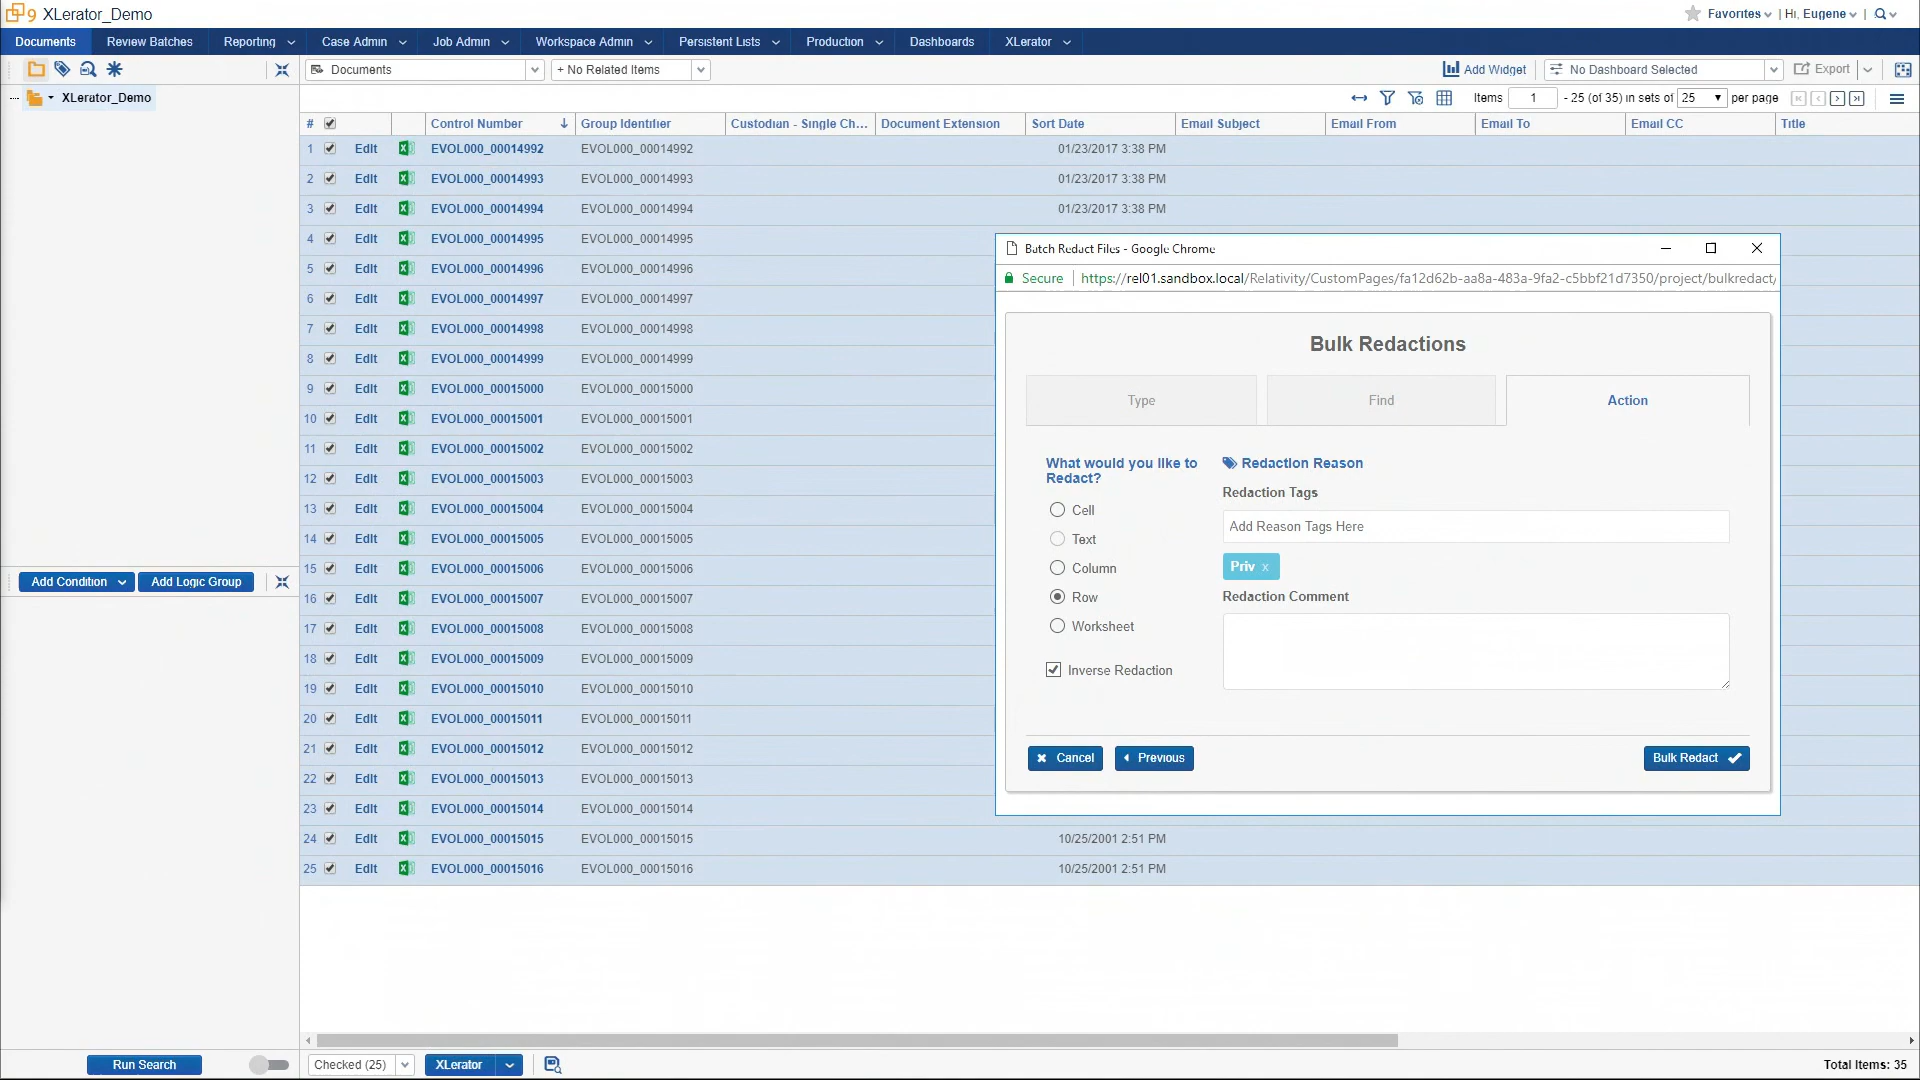 9 XLerator_Demo
Favorites | Hi, Eugene |
Documents Review Batches Reporting Case Admin Job Admin Workspace Admin Persistent Lists Production Dashboards XLerator
Documents + No Related Items Add Widget No Dashboard Selected Export
XLerator_Demo
Items 1 - 25 (of 35) in sets of 25 per page
# Control Number Group Identifier Custodian - Single Ch... Document Extension Sort Date Email Subject Email From Email To Email CC Title
1 Edit EVOL000_00014992 EVOL000_00014992 01/23/2017 3:38 PM
2 Edit EVOL000_00014993 EVOL000_00014993 01/23/2017 3:38 PM
3 Edit EVOL000_00014994 EVOL000_00014994 01/23/2017 3:38 PM
4 Edit EVOL000_00014995 EVOL000_00014995
5 Edit EVOL000_00014996 EVOL000_00014996
6 Edit EVOL000_00014997 EVOL000_00014997
7 Edit EVOL000_00014998 EVOL000_00014998
8 Edit EVOL000_00014999 EVOL000_00014999
9 Edit EVOL000_00015000 EVOL000_00015000
10 Edit EVOL000_00015001 EVOL000_00015001
11 Edit EVOL000_00015002 EVOL000_00015002
12 Edit EVOL000_00015003 EVOL000_00015003
13 Edit EVOL000_00015004 EVOL000_00015004
14 Edit EVOL000_00015005 EVOL000_00015005
15 Edit EVOL000_00015006 EVOL000_00015006
16 Edit EVOL000_00015007 EVOL000_00015007
17 Edit EVOL000_00015008 EVOL000_00015008
18 Edit EVOL000_00015009 EVOL000_00015009
19 Edit EVOL000_00015010 EVOL000_00015010
20 Edit EVOL000_00015011 EVOL000_00015011
21 Edit EVOL000_00015012 EVOL000_00015012
22 Edit EVOL000_00015013 EVOL000_00015013
23 Edit EVOL000_00015014 EVOL000_00015014
24 Edit EVOL000_00015015 EVOL000_00015015 10/25/2001 2:51 PM
25 Edit EVOL000_00015016 EVOL000_00015016 10/25/2001 2:51 PM
Batch Redact Files - Google Chrome
Secure https://rel01.sandbox.local/Relativity/CustomPages/fa12d62b-aa8a-483a-9fa2-c5bbf21d7350/project/bulkredact/
Bulk Redactions
Type Find Action
What would you like to
Redact?
Cell
Text
Column
Row
Worksheet
Inverse Redaction
Redaction Reason
Redaction Tags
Add Reason Tags Here
Priv x
Redaction Comment
Cancel Previous Bulk Redact
Add Condition Add Logic Group
Run Search Checked (25) XLerator Total Items: 35